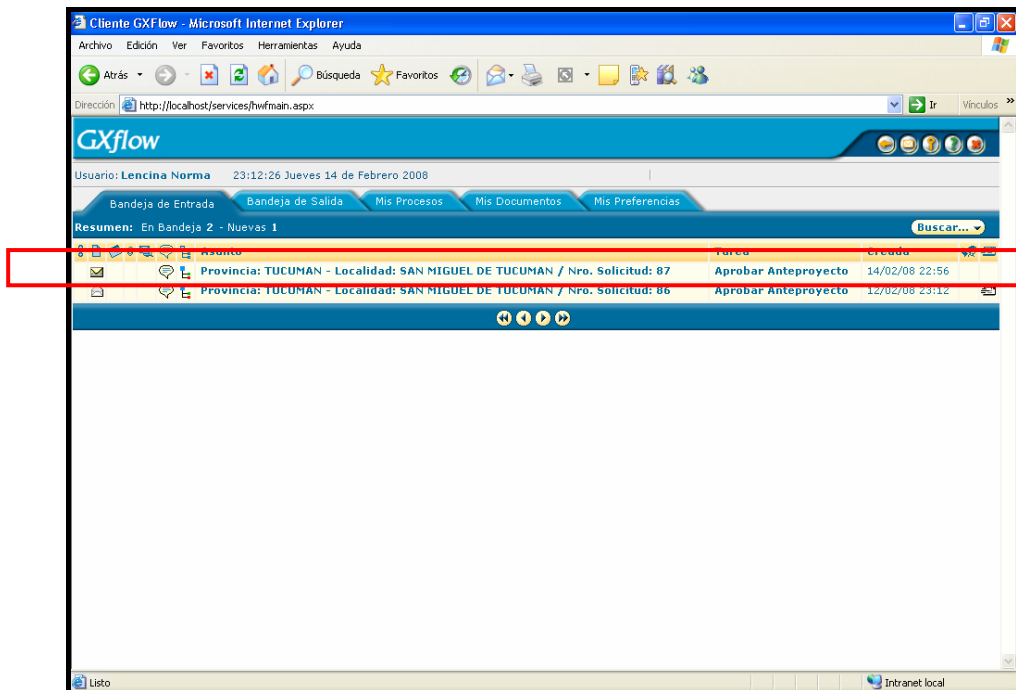 Cliente GXFlow - Microsoft Internet Explorer
Archivo Edición Ver Favoritos Herramientas Ayuda
Atrás Búsqueda Favoritos
Dirección http://localhost/services/hwfmain.aspx Ir Vínculos »
GXflow
Usuario: Lencina Norma 23:12:26 Jueves 14 de Febrero 2008
Bandeja de Entrada Bandeja de Salida Mis Procesos Mis Documentos Mis Preferencias
Resumen: En Bandeja 2 - Nuevas 1 Buscar...
Asunto Tarea Creada
Provincia: TUCUMAN - Localidad: SAN MIGUEL DE TUCUMAN / Nro. Solicitud: 87 Aprobar Anteproyecto 14/02/08 22:56
Provincia: TUCUMAN - Localidad: SAN MIGUEL DE TUCUMAN / Nro. Solicitud: 86 Aprobar Anteproyecto 12/02/08 23:12
Listo Intranet local